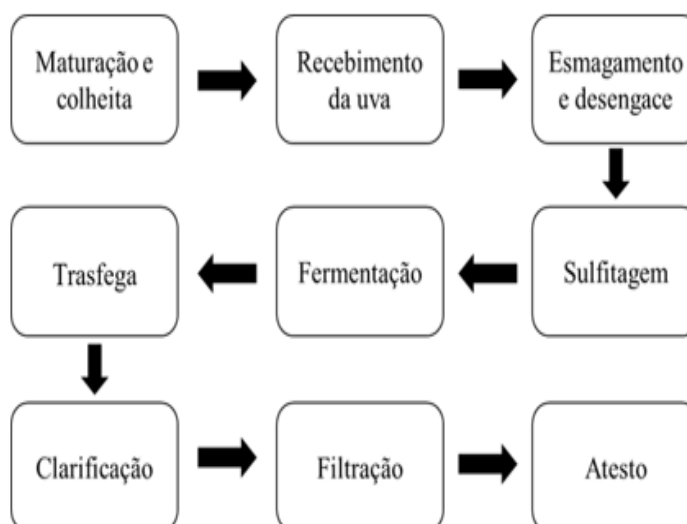 Maturação e
colheita
Recebimento
da uva
Esmagamento
e desengace
Sulfitagem
Fermentação
Trasfega
Clarificação
Filtração
Atesto